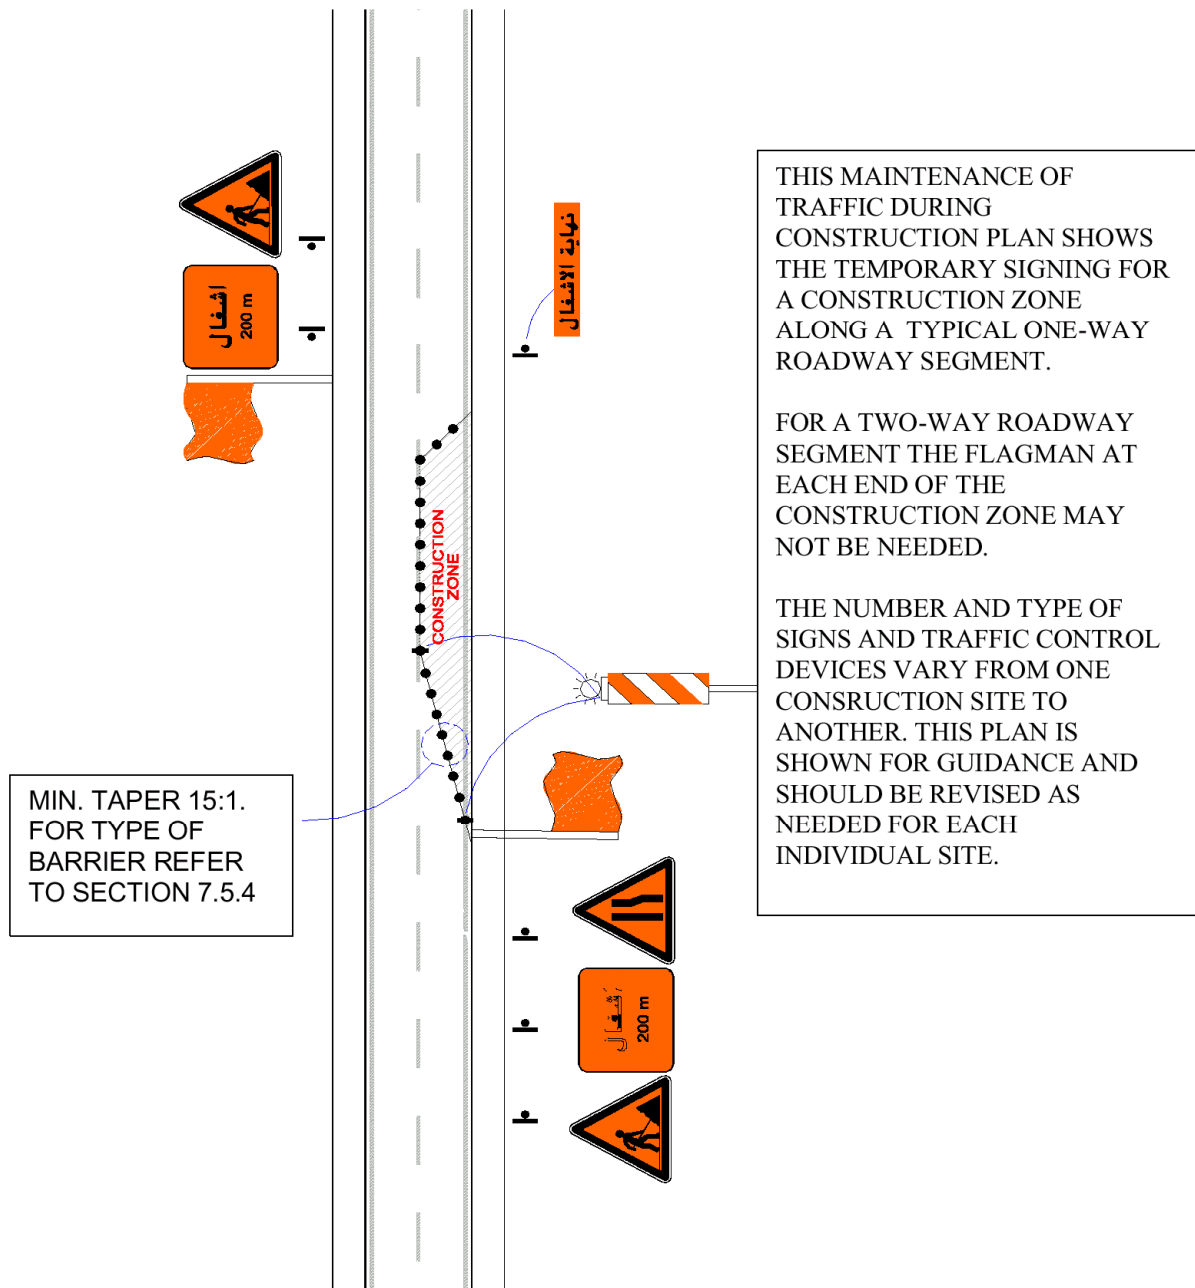 اشغال
200 m
نهاية الاشغال
CONSTRUCTION
ZONE
MIN. TAPER 15:1.
FOR TYPE OF
BARRIER REFER
TO SECTION 7.5.4
THIS MAINTENANCE OF
TRAFFIC DURING
CONSTRUCTION PLAN SHOWS
THE TEMPORARY SIGNING FOR
A CONSTRUCTION ZONE
ALONG A TYPICAL ONE-WAY
ROADWAY SEGMENT.
FOR A TWO-WAY ROADWAY
SEGMENT THE FLAGMAN AT
EACH END OF THE
CONSTRUCTION ZONE MAY
NOT BE NEEDED.
THE NUMBER AND TYPE OF
SIGNS AND TRAFFIC CONTROL
DEVICES VARY FROM ONE
CONSRUCTION SITE TO
ANOTHER. THIS PLAN IS
SHOWN FOR GUIDANCE AND
SHOULD BE REVISED AS
NEEDED FOR EACH
INDIVIDUAL SITE.
200 m